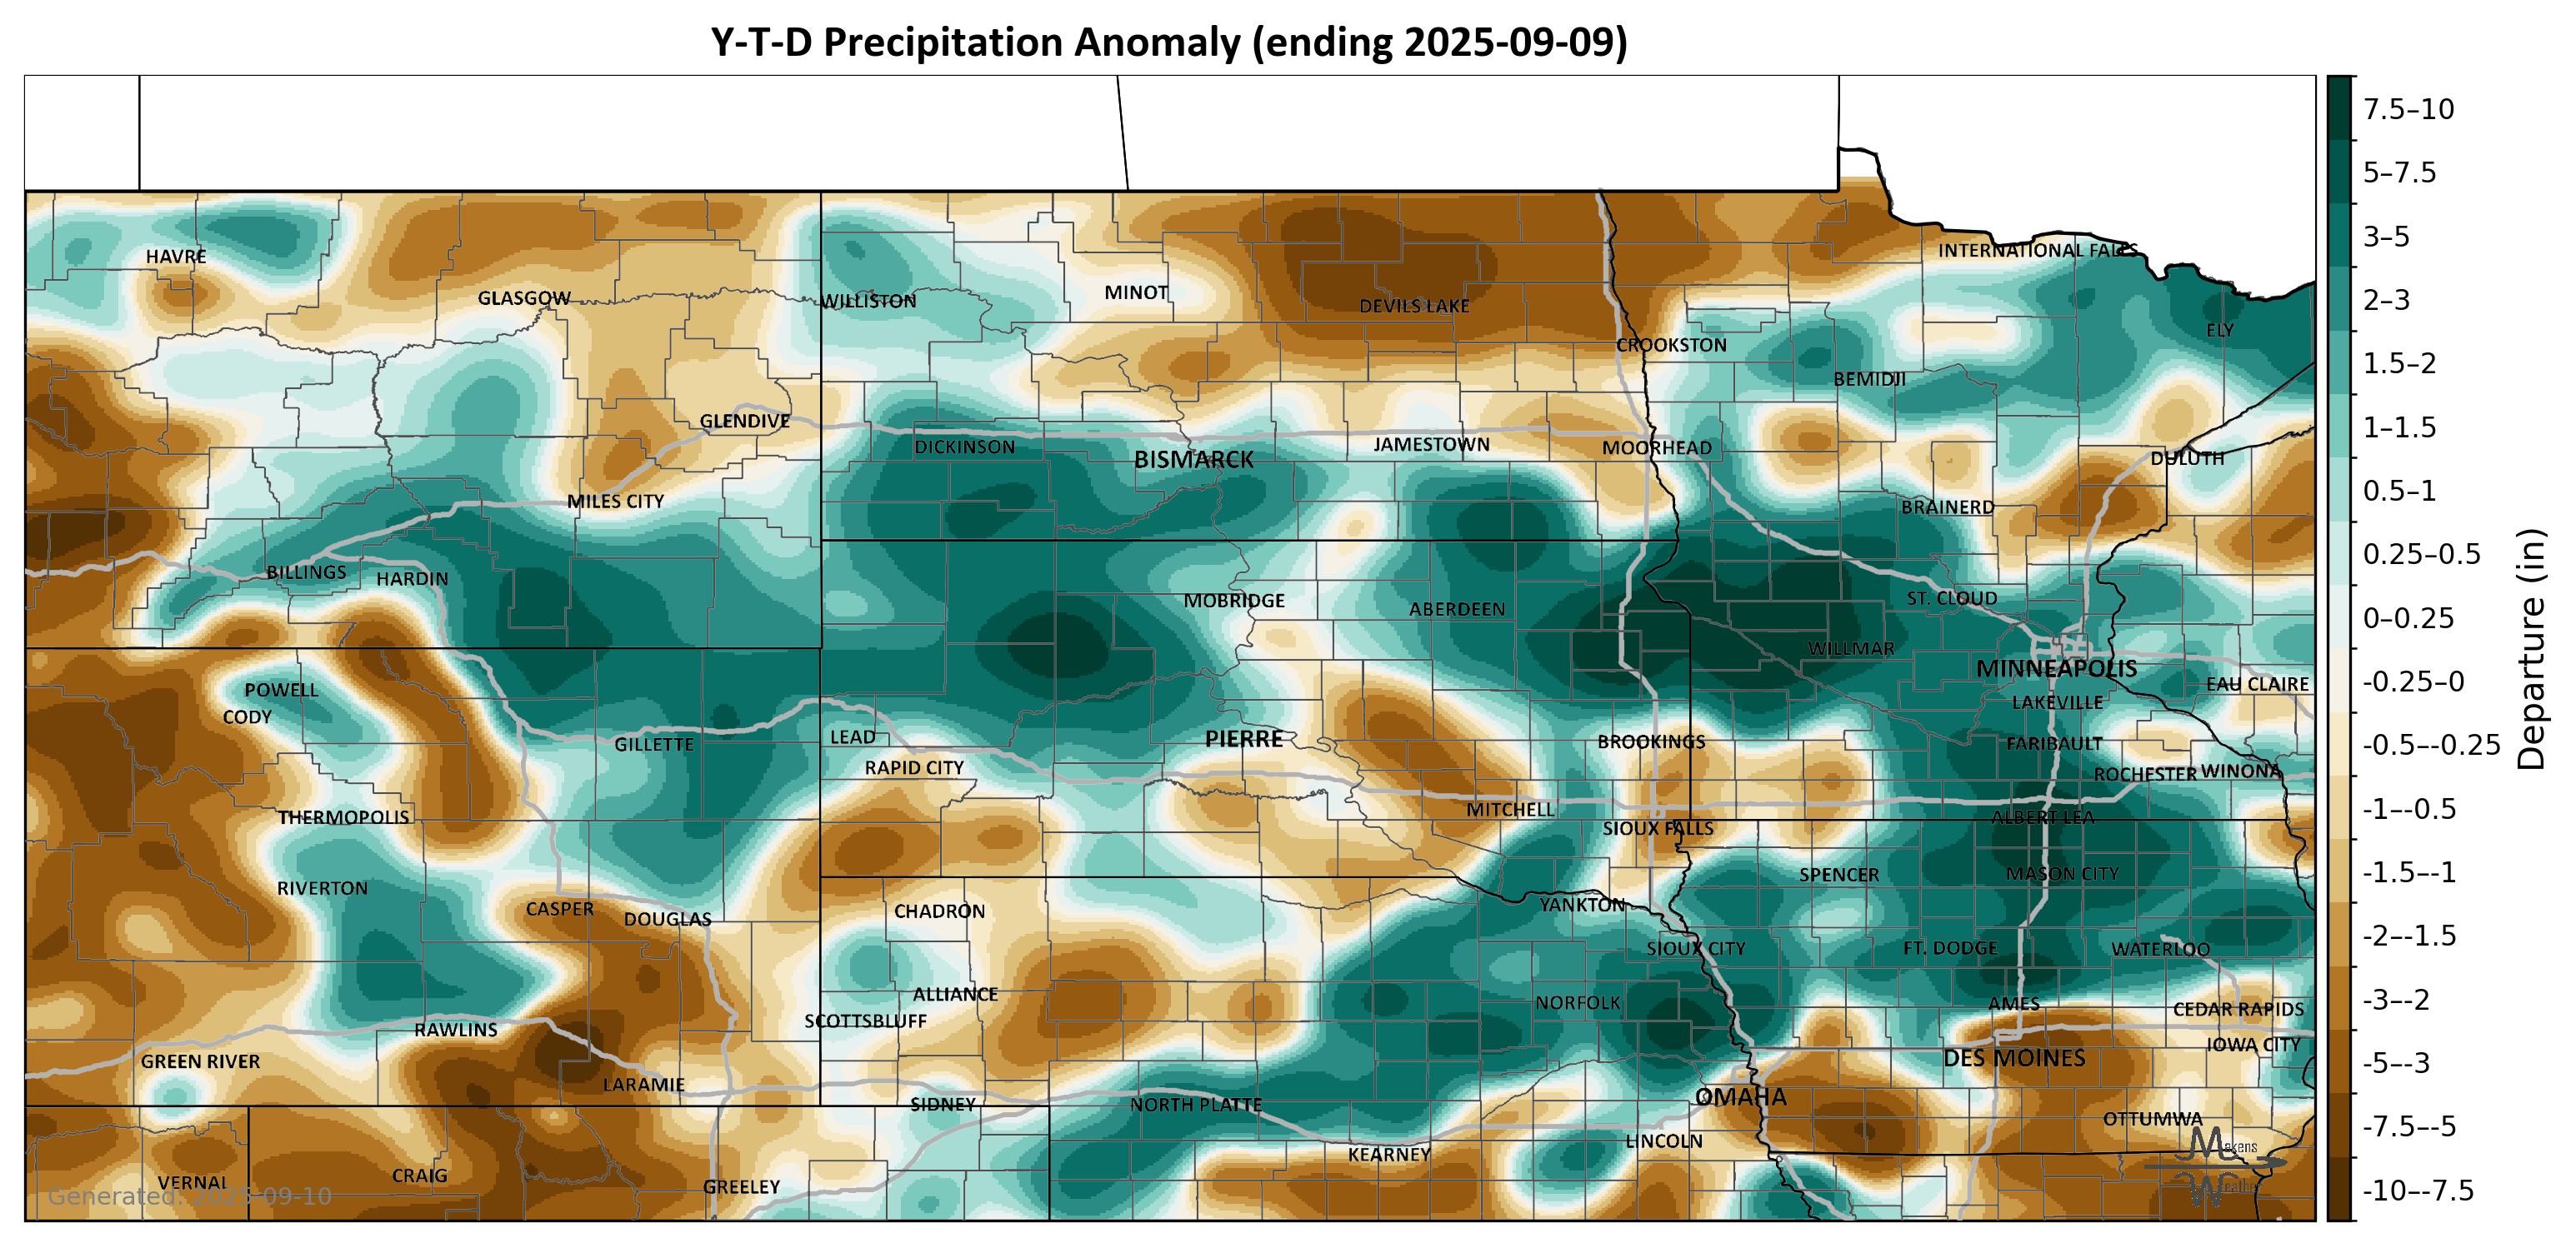 Y-T-D Precipitation Anomaly (ending 2025-09-09)
7.5–10
5–7.5
3–5
2–3
1.5–2
1–1.5
0.5–1
0.25–0.5
0–0.25
-0.25–0
-0.5–-0.25
-1–-0.5
-1.5–-1
-2–-1.5
-3–-2
-5–-3
-7.5–-5
-10–-7.5
Departure (in)
INTERNATIONAL FALLS
HAVRE
MINOT
GLASGOW
WILLISTON
DEVILS LAKE
ELY
CROOKSTON
BEMIDJI
GLENDIVE
DICKINSON
JAMESTOWN
MOORHEAD
BISMARCK
DULUTH
MILES CITY
BRAINERD
BILLINGS
HARDIN
MOBRIDGE
ABERDEEN
ST. CLOUD
WILLMAR
MINNEAPOLIS
POWELL
EAU CLAIRE
CODY
LAKEVILLE
GILLETTE
LEAD
PIERRE
BROOKINGS
FARIBAULT
RAPID CITY
ROCHESTER
WINONA
THERMOPOLIS
MITCHELL
ALBERT LEA
SIOUX FALLS
RIVERTON
SPENCER
MASON CITY
CASPER
DOUGLAS
CHADRON
YANKTON
SIOUX CITY
FT. DODGE
WATERLOO
ALLIANCE
NORFOLK
AMES
CEDAR RAPIDS
SCOTTSBLUFF
RAWLINS
IOWA CITY
GREEN RIVER
DES MOINES
LARAMIE
OMAHA
SIDNEY
NORTH PLATTE
OTTUMWA
LINCOLN
KEARNEY
Makens
Weather
CRAIG
VERNAL
GREELEY
Generated: 2025-09-10